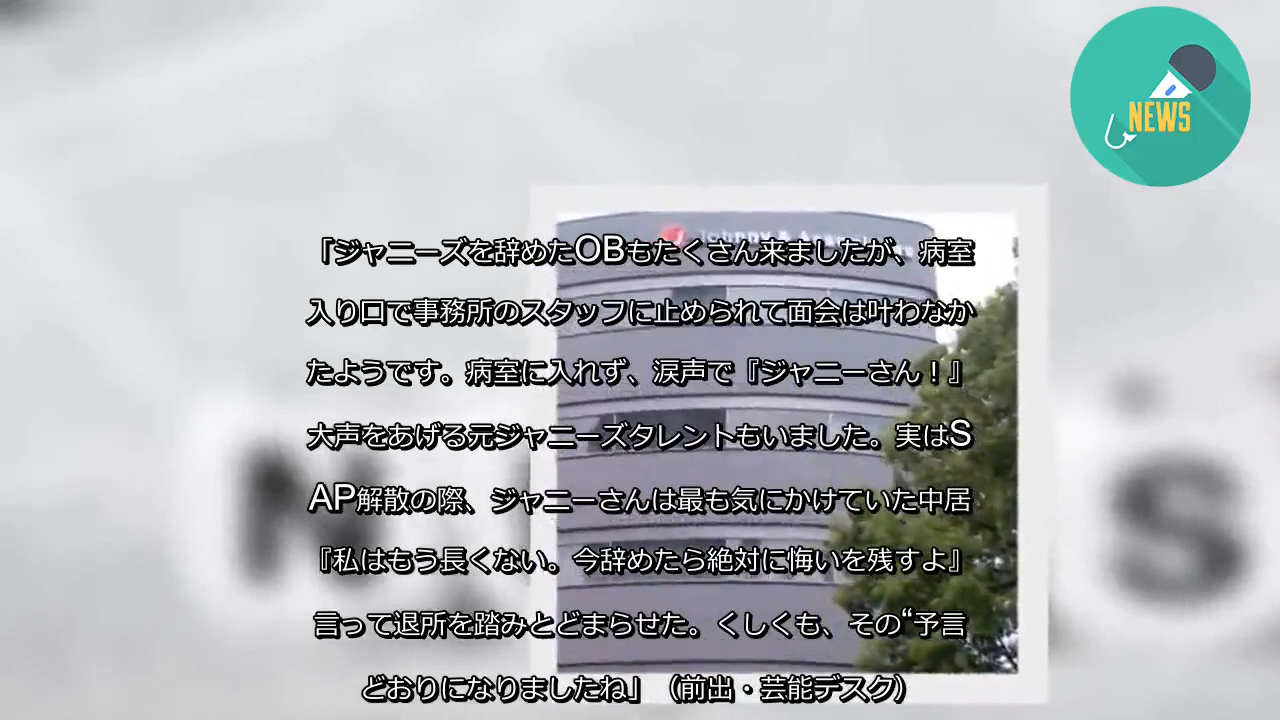 NEWS
「ジャニーズを辞めたOBもたくさん来ましたが、病室
入り口で事務所のスタッフに止められて面会は叶わなか
たようです。病室に入れず、涙声で『ジャニーさん！』
大声をあげる元ジャニーズタレントもいました。実はS
AP解散の際、ジャニーさんは最も気にかけていた中居
『私はもう長くない。今辞めたら絶対に悔いを残すよ』
言って退所を踏みとどまらせた。くしくも、その“予言
どおりになりましたね」（前出・芸能デスク）